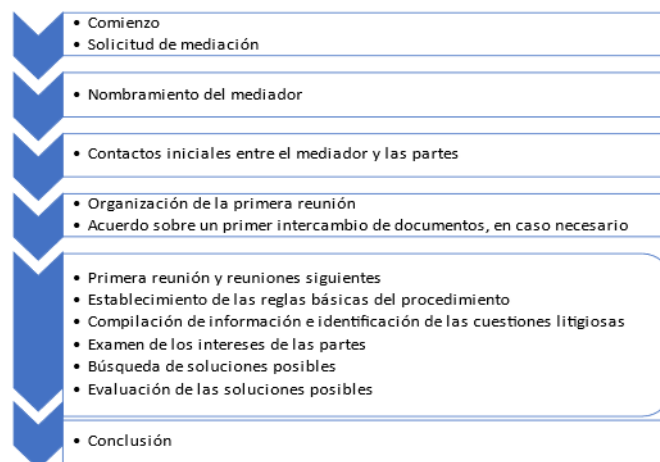 • Comienzo
• Solicitud de mediación
• Nombramiento del mediador
• Contactos iniciales entre el mediador y las partes
• Organización de la primera reunión
• Acuerdo sobre un primer intercambio de documentos, en caso necesario
• Primera reunión y reuniones siguientes
• Establecimiento de las reglas básicas del procedimiento
• Compilación de información e identificación de las cuestiones litigiosas
• Examen de los intereses de las partes
• Búsqueda de soluciones posibles
• Evaluación de las soluciones posibles
• Conclusión